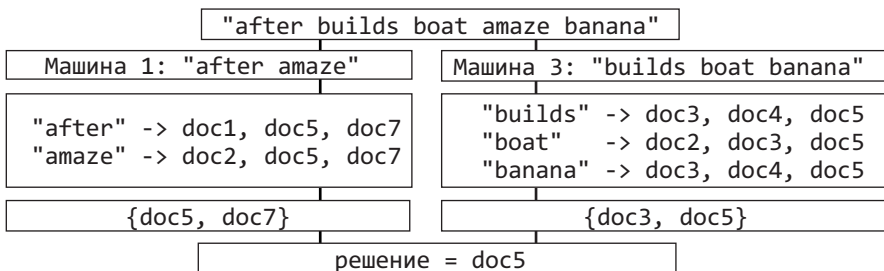 "after builds boat amaze banana"
Машина 1: "after amaze"
Машина 3: "builds boat banana"
"after" -> doc1, doc5, doc7
"amaze" -> doc2, doc5, doc7
"builds" -> doc3, doc4, doc5
"boat" -> doc2, doc3, doc5
"banana" -> doc3, doc4, doc5
{doc5, doc7}
{doc3, doc5}
решение = doc5